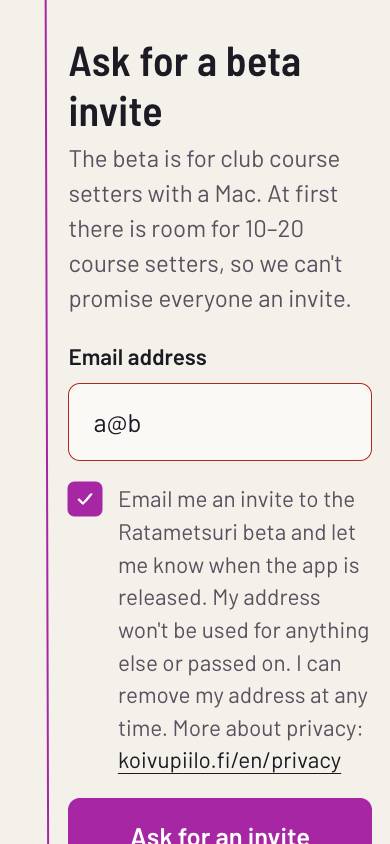 Ask for a beta
invite
The beta is for club course
setters with a Mac. At first
there is room for 10–20
course setters, so we can't
promise everyone an invite.
Email address
a@b
Email me an invite to the
Ratametsuri beta and let
me know when the app is
released. My address
won't be used for anything
else or passed on. I can
remove my address at any
time. More about privacy:
koivupiilo.fi/en/privacy
Ask for an invite